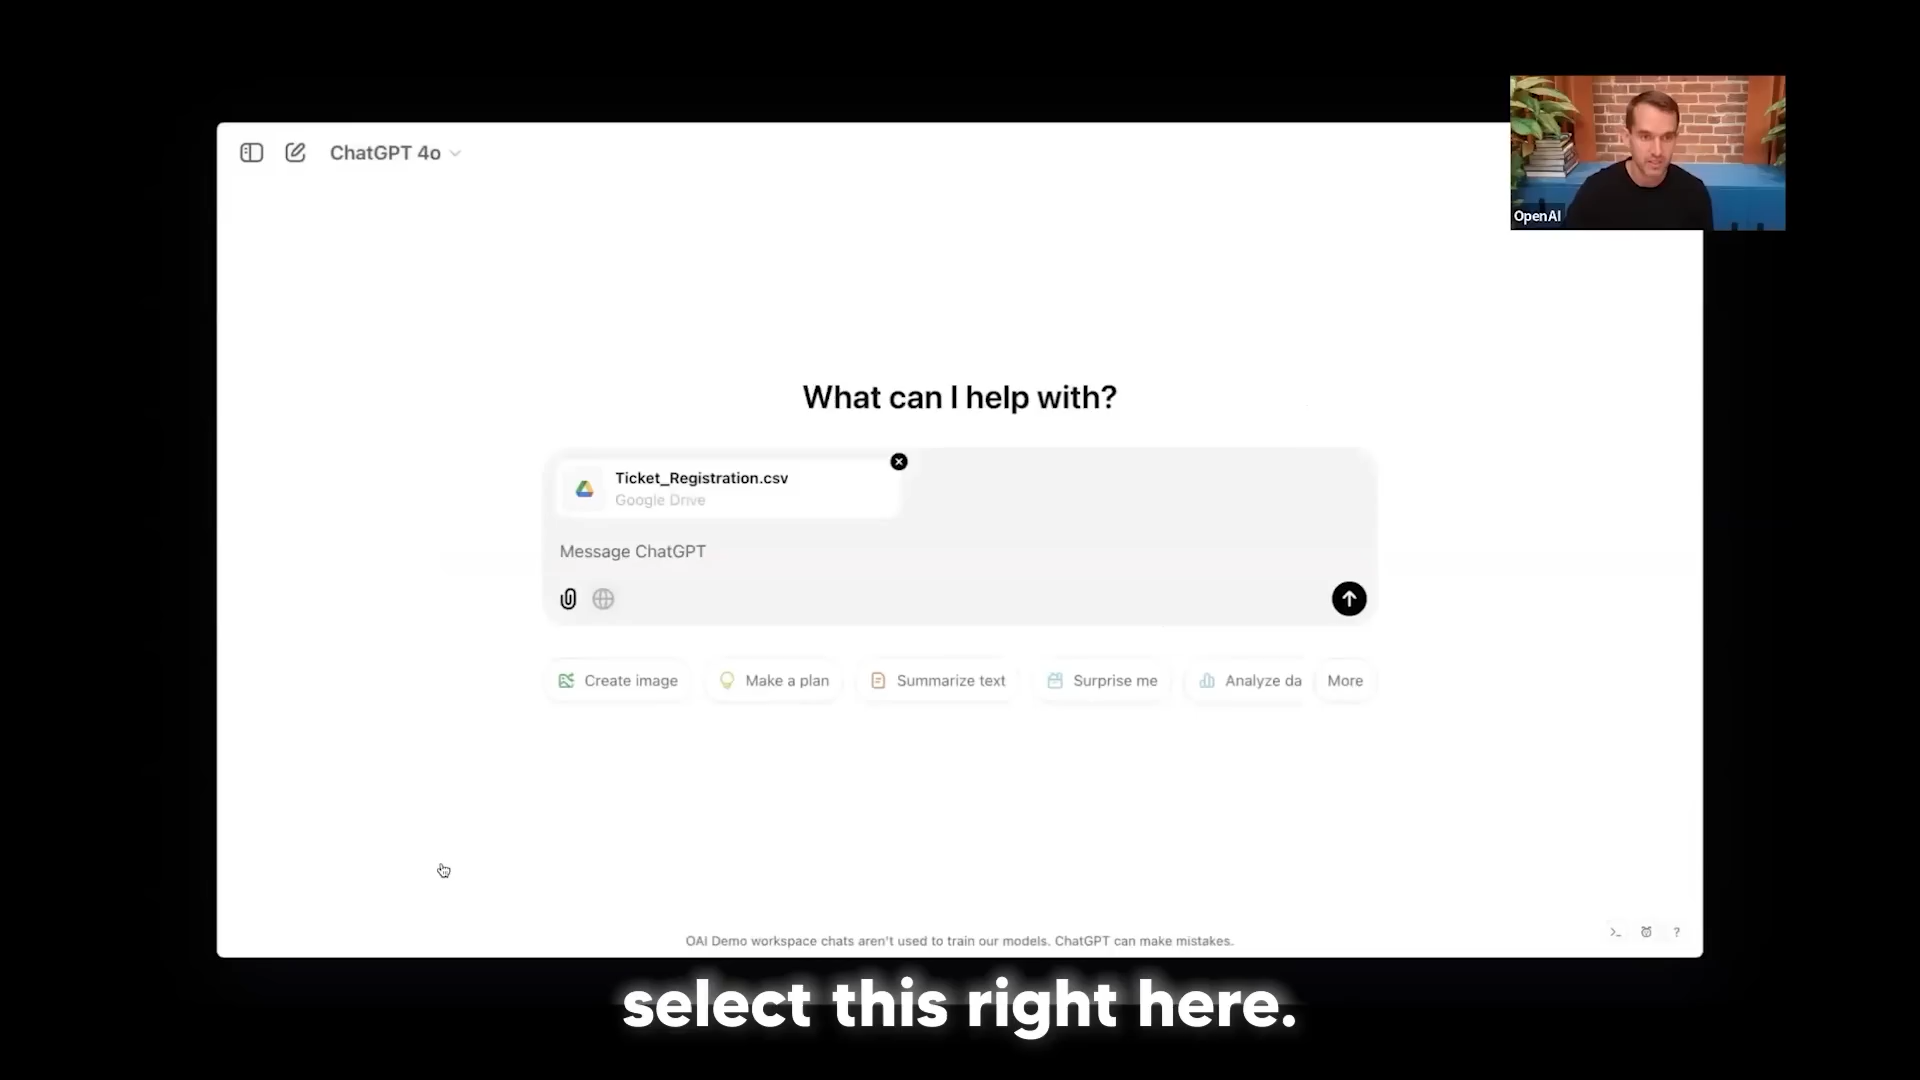 ChatGPT 4o
OpenAI
What can I help with?
Ticket_Registration.csv
Google Drive
Message ChatGPT
Create image
Make a plan
Summarize text
Surprise me
Analyze da
More
OAI Demo workspace chats aren't used to train our models. ChatGPT can make mistakes.
?
select this right here.